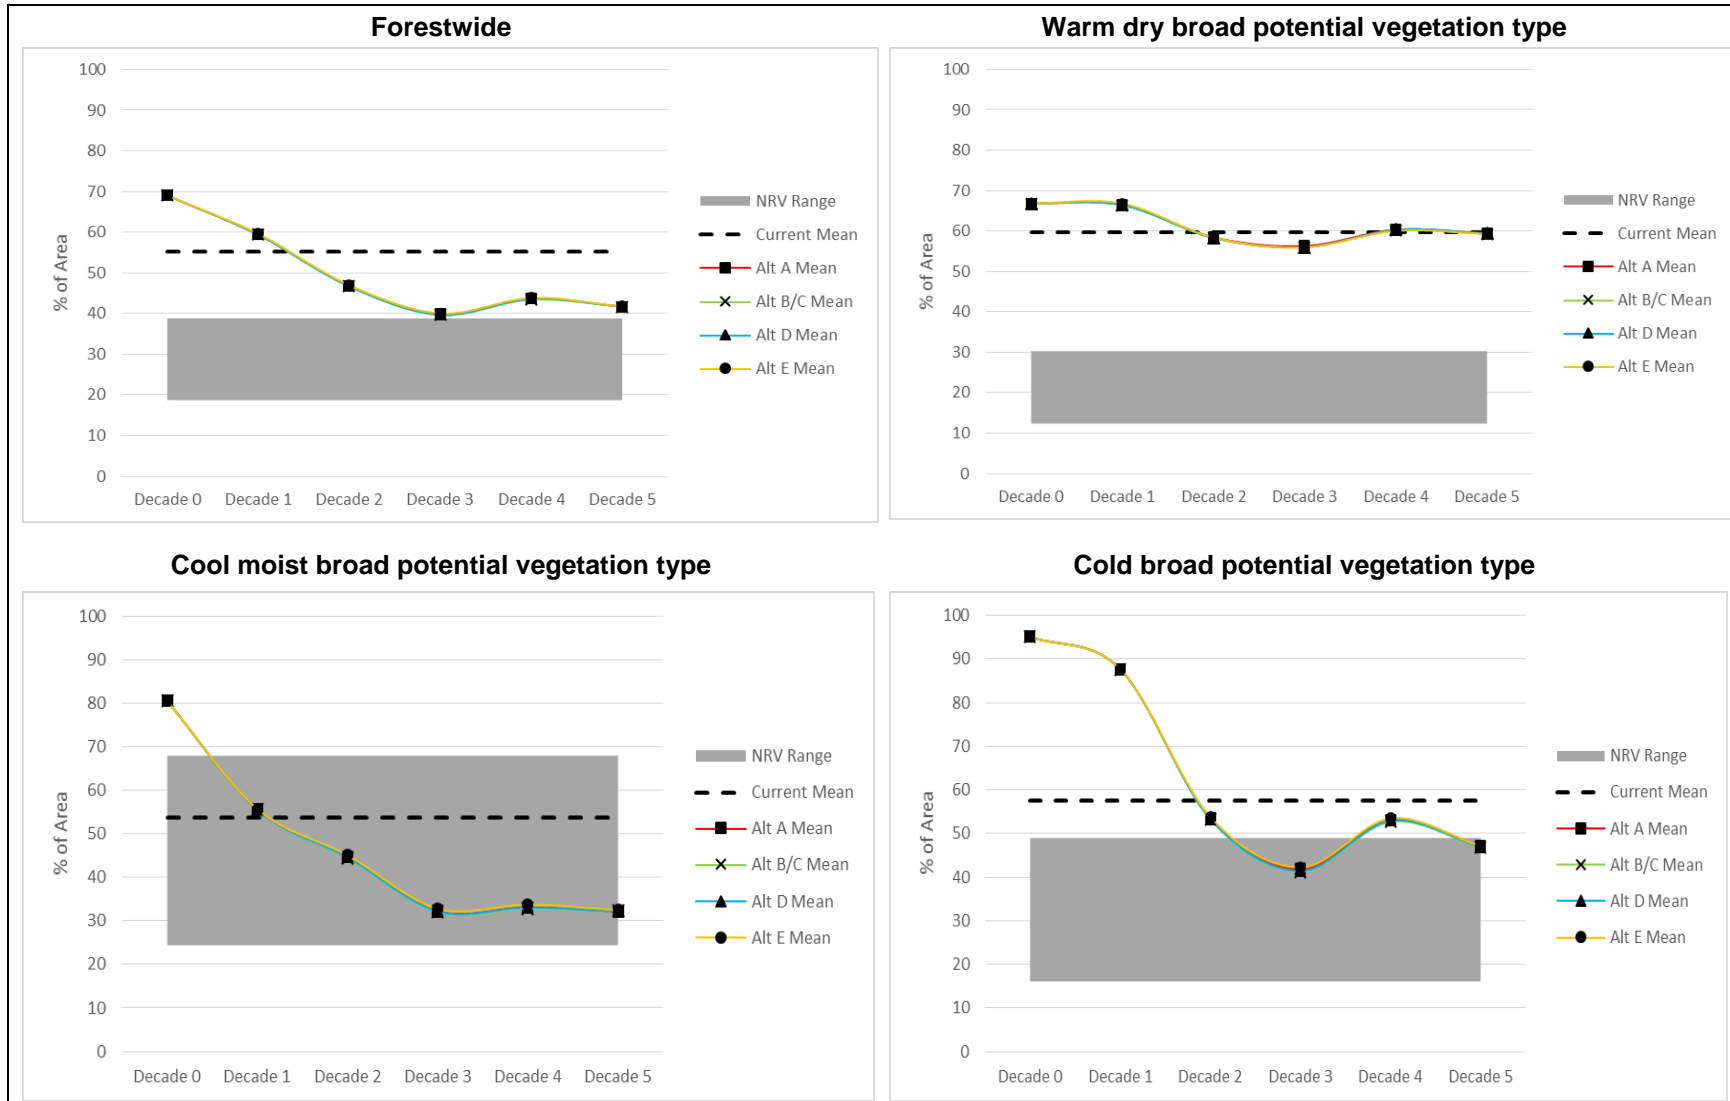 Forestwide
100
90
80
70
60
50
40
30
20
10
0
% of Area
Decade 0 Decade 1 Decade 2 Decade 3 Decade 4 Decade 5
NRV Range
Current Mean
Alt A Mean
Alt B/C Mean
Alt D Mean
Alt E Mean
Warm dry broad potential vegetation type
100
90
80
70
60
50
40
30
20
10
0
% of Area
Decade 0 Decade 1 Decade 2 Decade 3 Decade 4 Decade 5
NRV Range
Current Mean
Alt A Mean
Alt B/C Mean
Alt D Mean
Alt E Mean
Cool moist broad potential vegetation type
100
90
80
70
60
50
40
30
20
10
0
% of Area
Decade 0 Decade 1 Decade 2 Decade 3 Decade 4 Decade 5
NRV Range
Current Mean
Alt A Mean
Alt B/C Mean
Alt D Mean
Alt E Mean
Cold broad potential vegetation type
100
90
80
70
60
50
40
30
20
10
0
% of Area
Decade 0 Decade 1 Decade 2 Decade 3 Decade 4 Decade 5
NRV Range
Current Mean
Alt A Mean
Alt B/C Mean
Alt D Mean
Alt E Mean